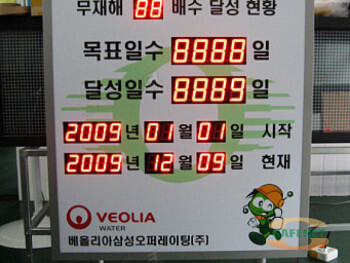 무재해 88 배수 달성 현황
목표일수 8888 일
달성일수 8889 일
2009 년 01 월 01 일 시작
2009 년 12 월 09 일 현재
VEOLIA
WATER
베올리아삼성오퍼레이팅(주)